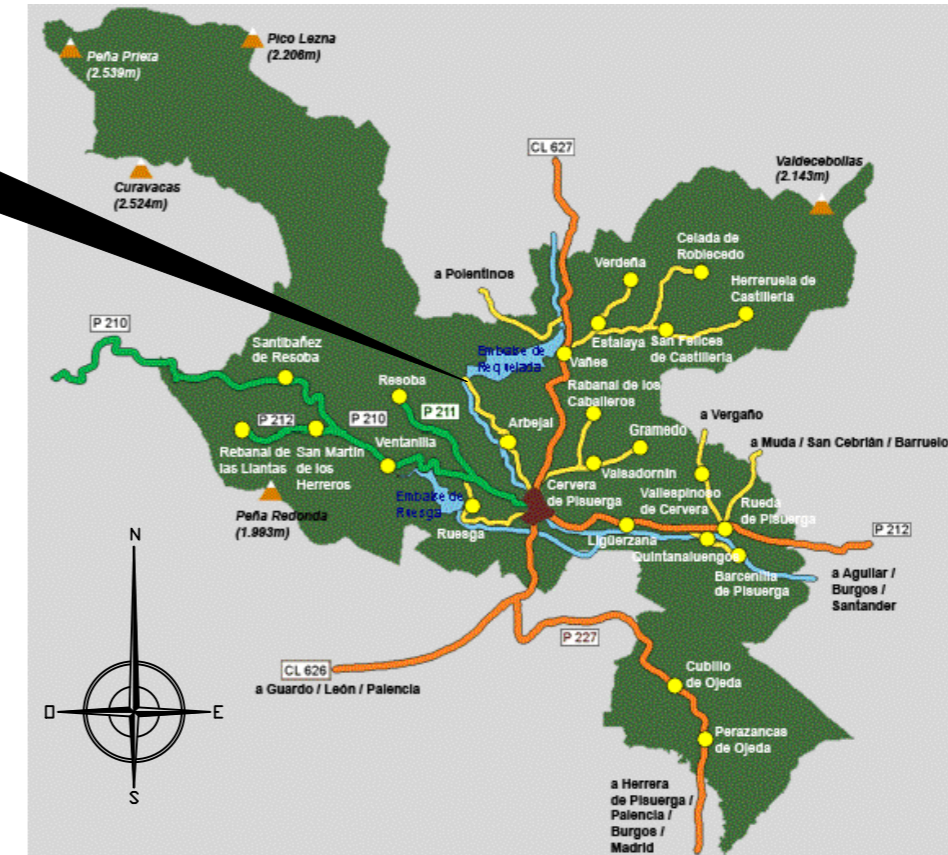 Pico Lezna
(2.206m)
Peña Prieta
(2.539m)
CL 627
Valdecebollas
(2.143m)
Curavacas
(2.524m)
Celada de
Roblecedo
a Polentinos
Verdeña
Herreruela de
Castilleria
P 210
Santibañez
de Resoba
Estalaya
San Felices
de Castilleria
Embalse de
Requejada
Vañes
Resoba
Rabanal de los
Caballeros
P 211
P 212
P 210
Arbejal
a Vergaño
Gramedo
a Muda / San Cebrián / Barruelo
Rebanal de
las Llantas
San Martin
de los
Herreros
Ventanilla
Valsadornin
Cervera
de Pisuerga
Vallespinoso
de Cervera
Rueda
de Pisuerga
Embalse de
Ruesga
Peña Redonda
(1.993m)
Ruesga
P 212
Ligüerzana
Quintanaluengos
N
Barcenilla
de Pisuerga
a Aguilar /
Burgos /
Santander
P 227
CL 626
a Guardo / León / Palencia
Cubillo
de Ojeda
O
E
Perazancas
de Ojeda
S
a Herrera
de Pisuerga /
Palencia /
Burgos /
Madrid